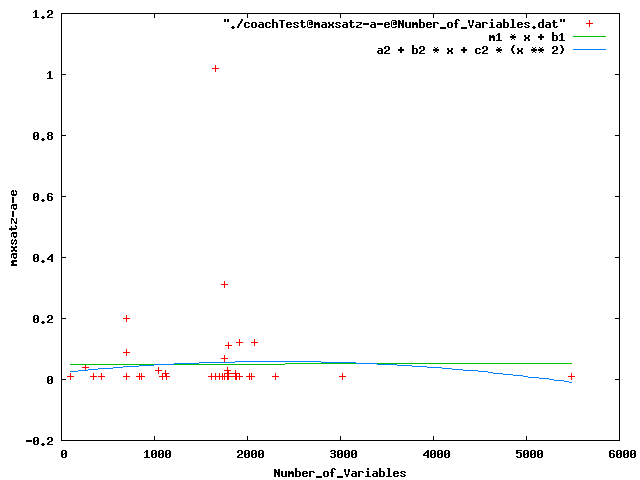 "./coachTest@maxsatz-a-e@Number_of_Variables.dat"
m1 * x + b1
a2 + b2 * x + c2 * (x ** 2)
1.2
1
0.8
0.6
0.4
0.2
0
-0.2
maxsatz-a-e
0 1000 2000 3000 4000 5000 6000
Number_of_Variables